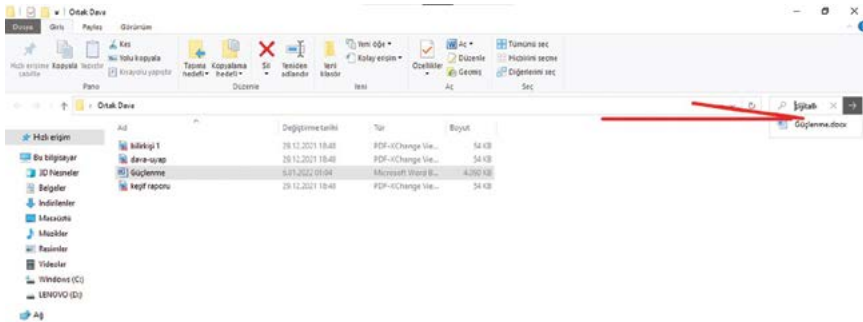 Ortak Dava
Dosya Giriş Paylaş Görünüm
Hızlı erişime sabitle Kopyala Yapıştır
Kes
Yolu kopyala
Kısayolu yapıştır
Taşıma hedefi Kopyalama hedefi Sil Yeniden adlandır
Yeni klasör
Yeni öğe
Kolay erişim
Özellikler
Aç
Düzenle
Geçmiş
Tümünü seç
Hiçbirini seçme
Diğerlerini seç
Pano Düzenle Yeni Aç Seç
Ortak Dava
Güçlenme.docx
Ad Değiştirme tarihi Tür Boyut
bilirkişi 1 29.12.2021 18:40 PDF-XChange Vie... 54 KB
dava-uyap 29.12.2021 18:40 PDF-XChange Vie... 54 KB
Güçlenme 6.01.2022 01:04 Microsoft Word B... 4.090 KB
keşif raporu 29.12.2021 18:40 PDF-XChange Vie... 54 KB
Hızlı erişim
Bu bilgisayar
3D Nesneler
Belgeler
İndirilenler
Masaüstü
Müzikler
Resimler
Videolar
Windows (C:)
LENOVO (D:)
Ağ